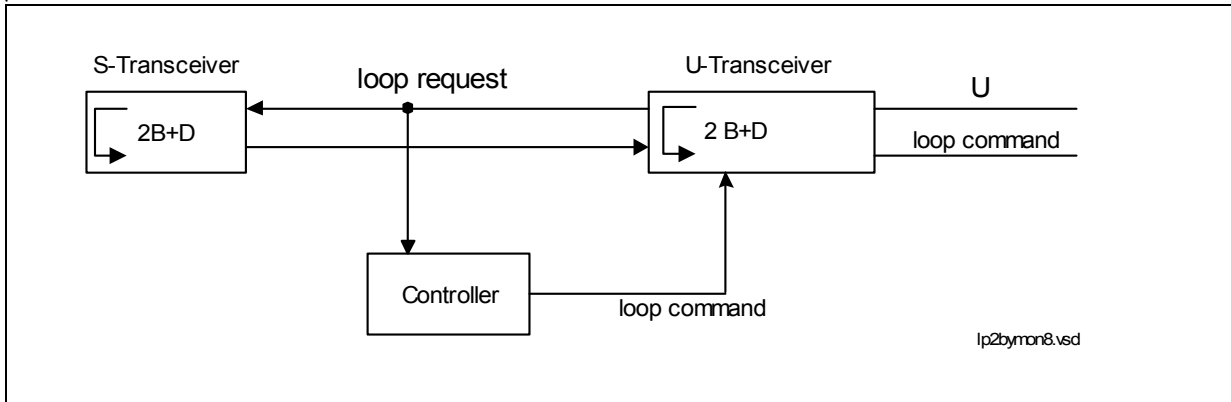 S-Transceiver
loop request
U-Transceiver
U
2B+D
2 B+D
loop command
Controller
loop command
lp2bymon8.vsd